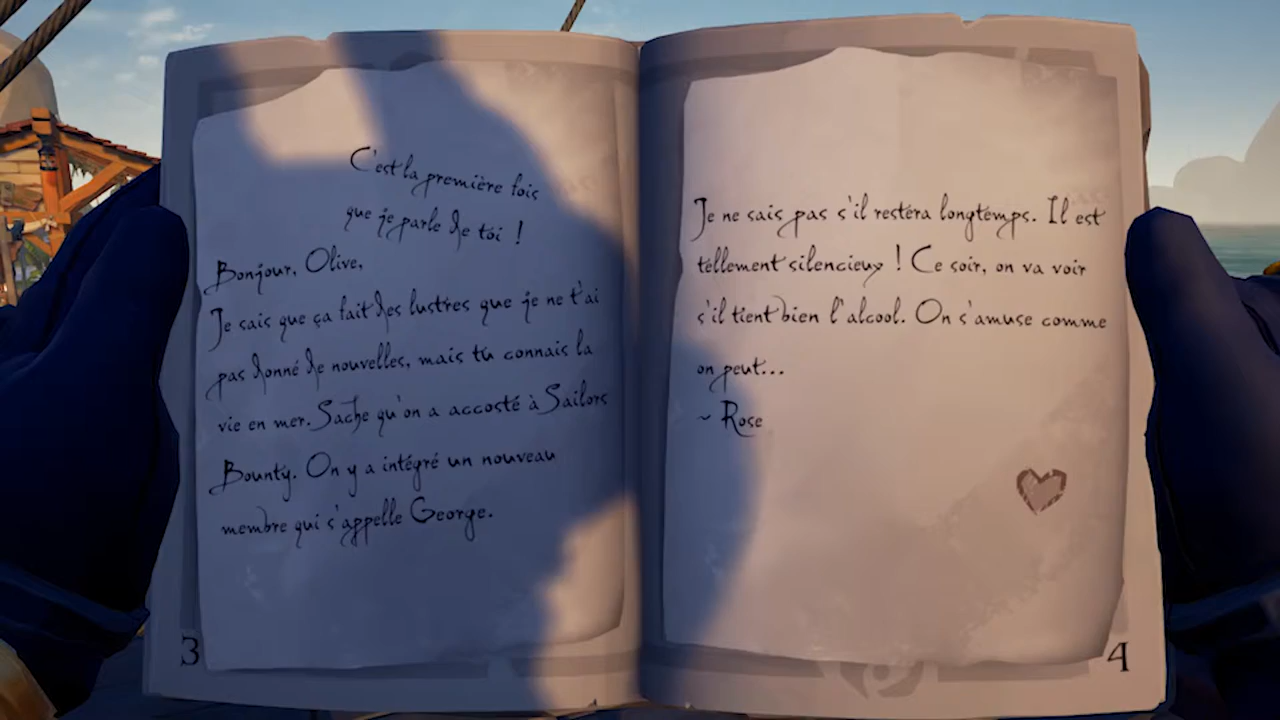 C'est la première fois
que je parle de toi !
Bonjour, Olive,
Je sais que ça fait des lustres que je ne t'ai
pas donné de nouvelles, mais tu connais la
vie en mer. Sache qu'on a accosté à Sailors
Bounty. On y a intégré un nouveau
membre qui s'appelle George.
3
Je ne sais pas s'il restera longtemps. Il est
tellement silencieux ! Ce soir, on va voir
s'il tient bien l'alcool. On s'amuse comme
on peut...
~ Rose
4